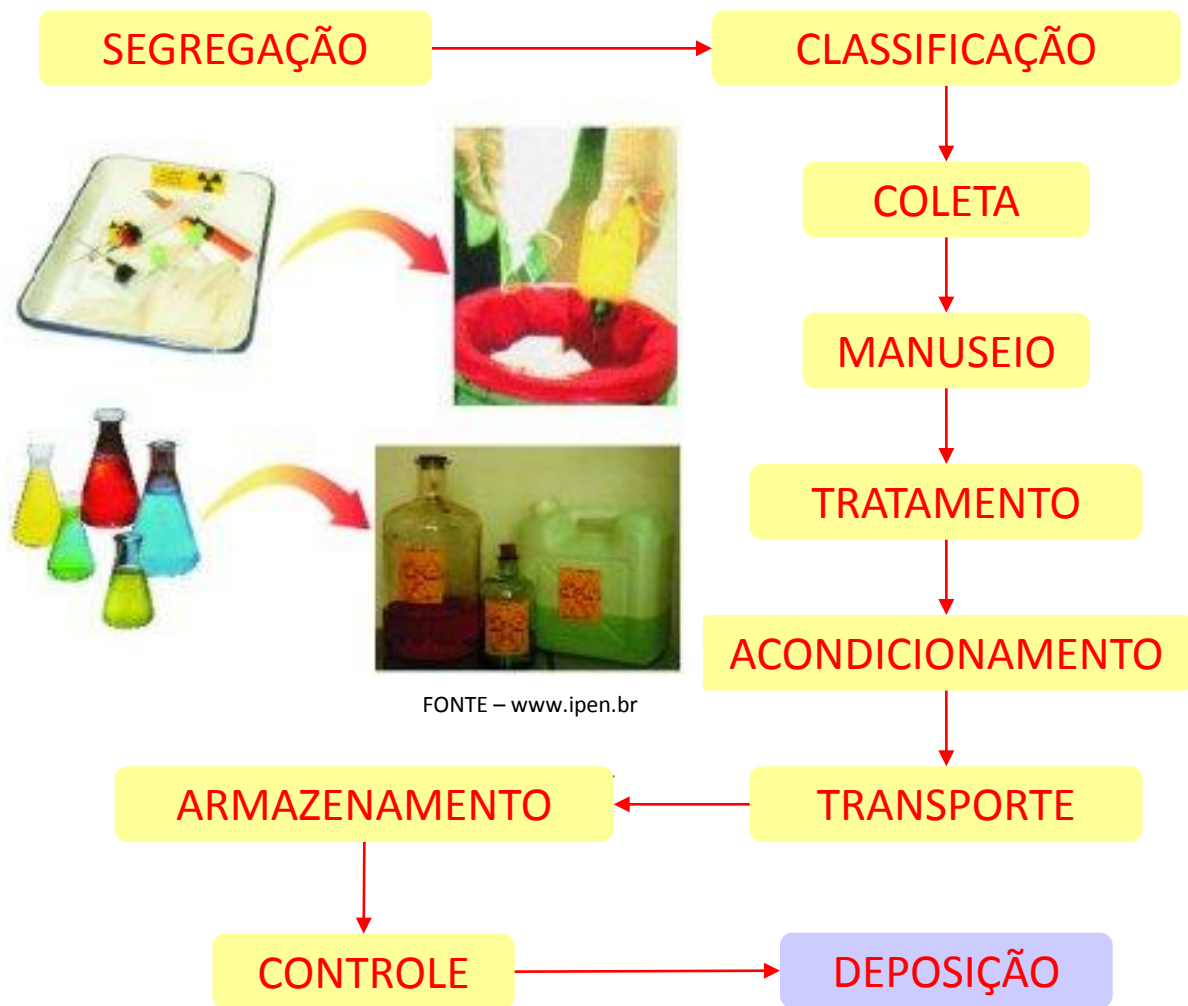 SEGREGAÇÃO
CLASSIFICAÇÃO
COLETA
MANUSEIO
TRATAMENTO
ACONDICIONAMENTO
FONTE – www.ipen.br
TRANSPORTE
ARMAZENAMENTO
CONTROLE
DEPOSIÇÃO